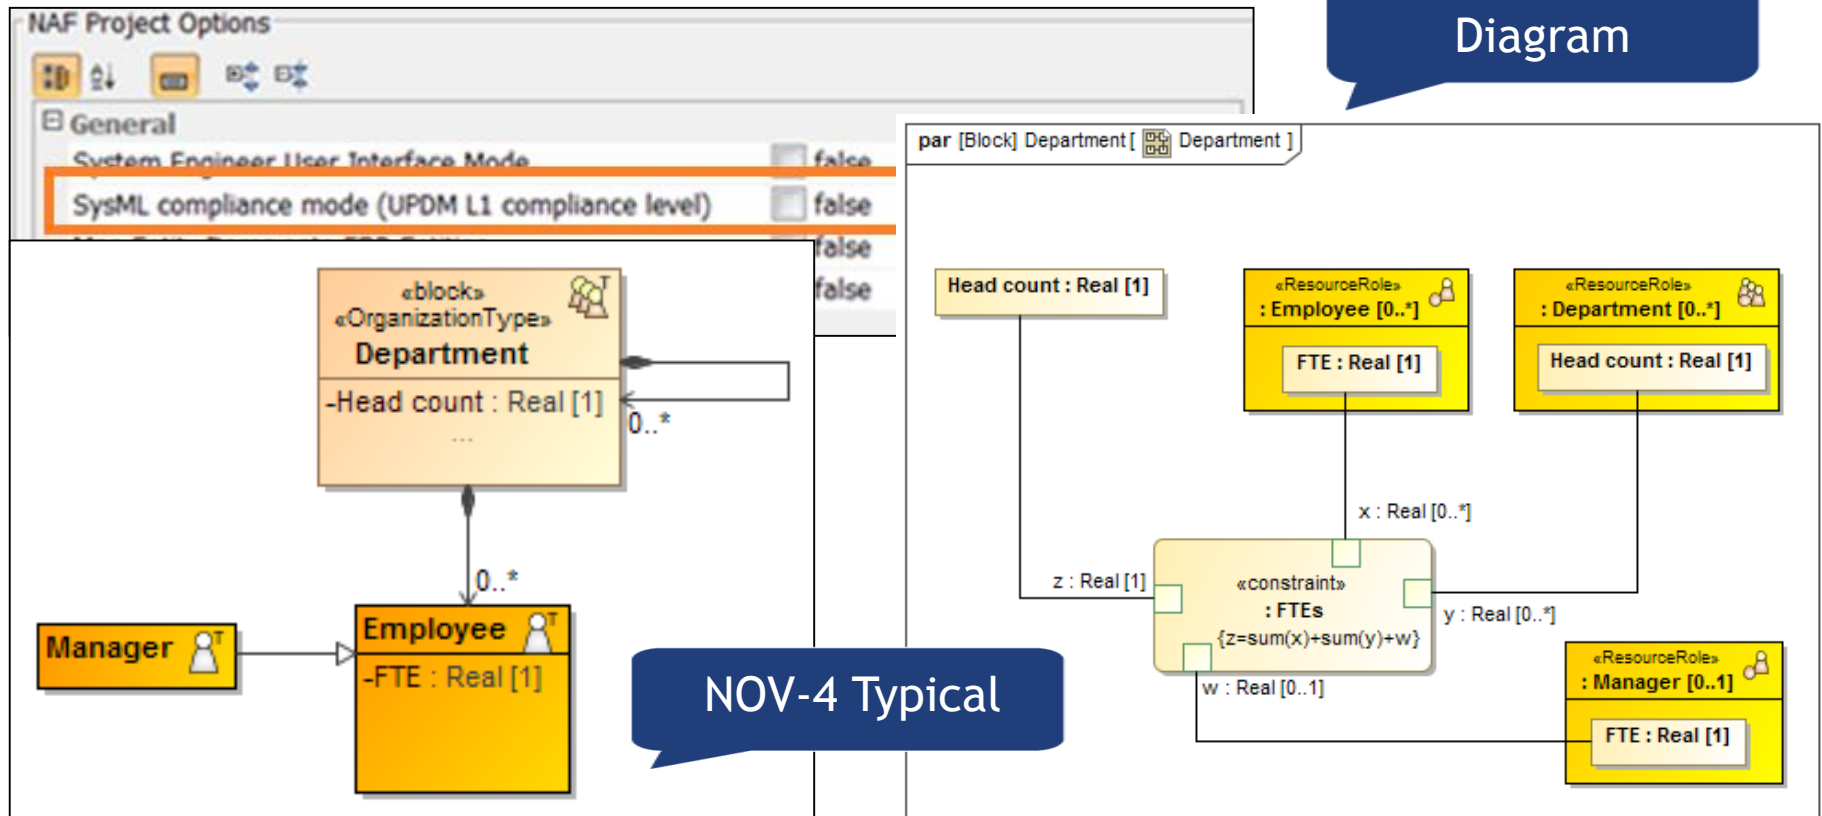 NAF Project Options
General
System Engineer User Interface Mode
false
SysML compliance mode (UPDM L1 compliance level)
false
false
false
Diagram
par [Block] Department [ Department ]
«block»
«OrganizationType»
Department
-Head count : Real [1]
...
0..*
0..*
Manager
Employee
-FTE : Real [1]
NOV-4 Typical
Head count : Real [1]
«ResourceRole»
: Employee [0..*]
FTE : Real [1]
«ResourceRole»
: Department [0..*]
Head count : Real [1]
x : Real [0..*]
z : Real [1]
«constraint»
: FTEs
{z=sum(x)+sum(y)+w}
y : Real [0..*]
w : Real [0..1]
«ResourceRole»
: Manager [0..1]
FTE : Real [1]